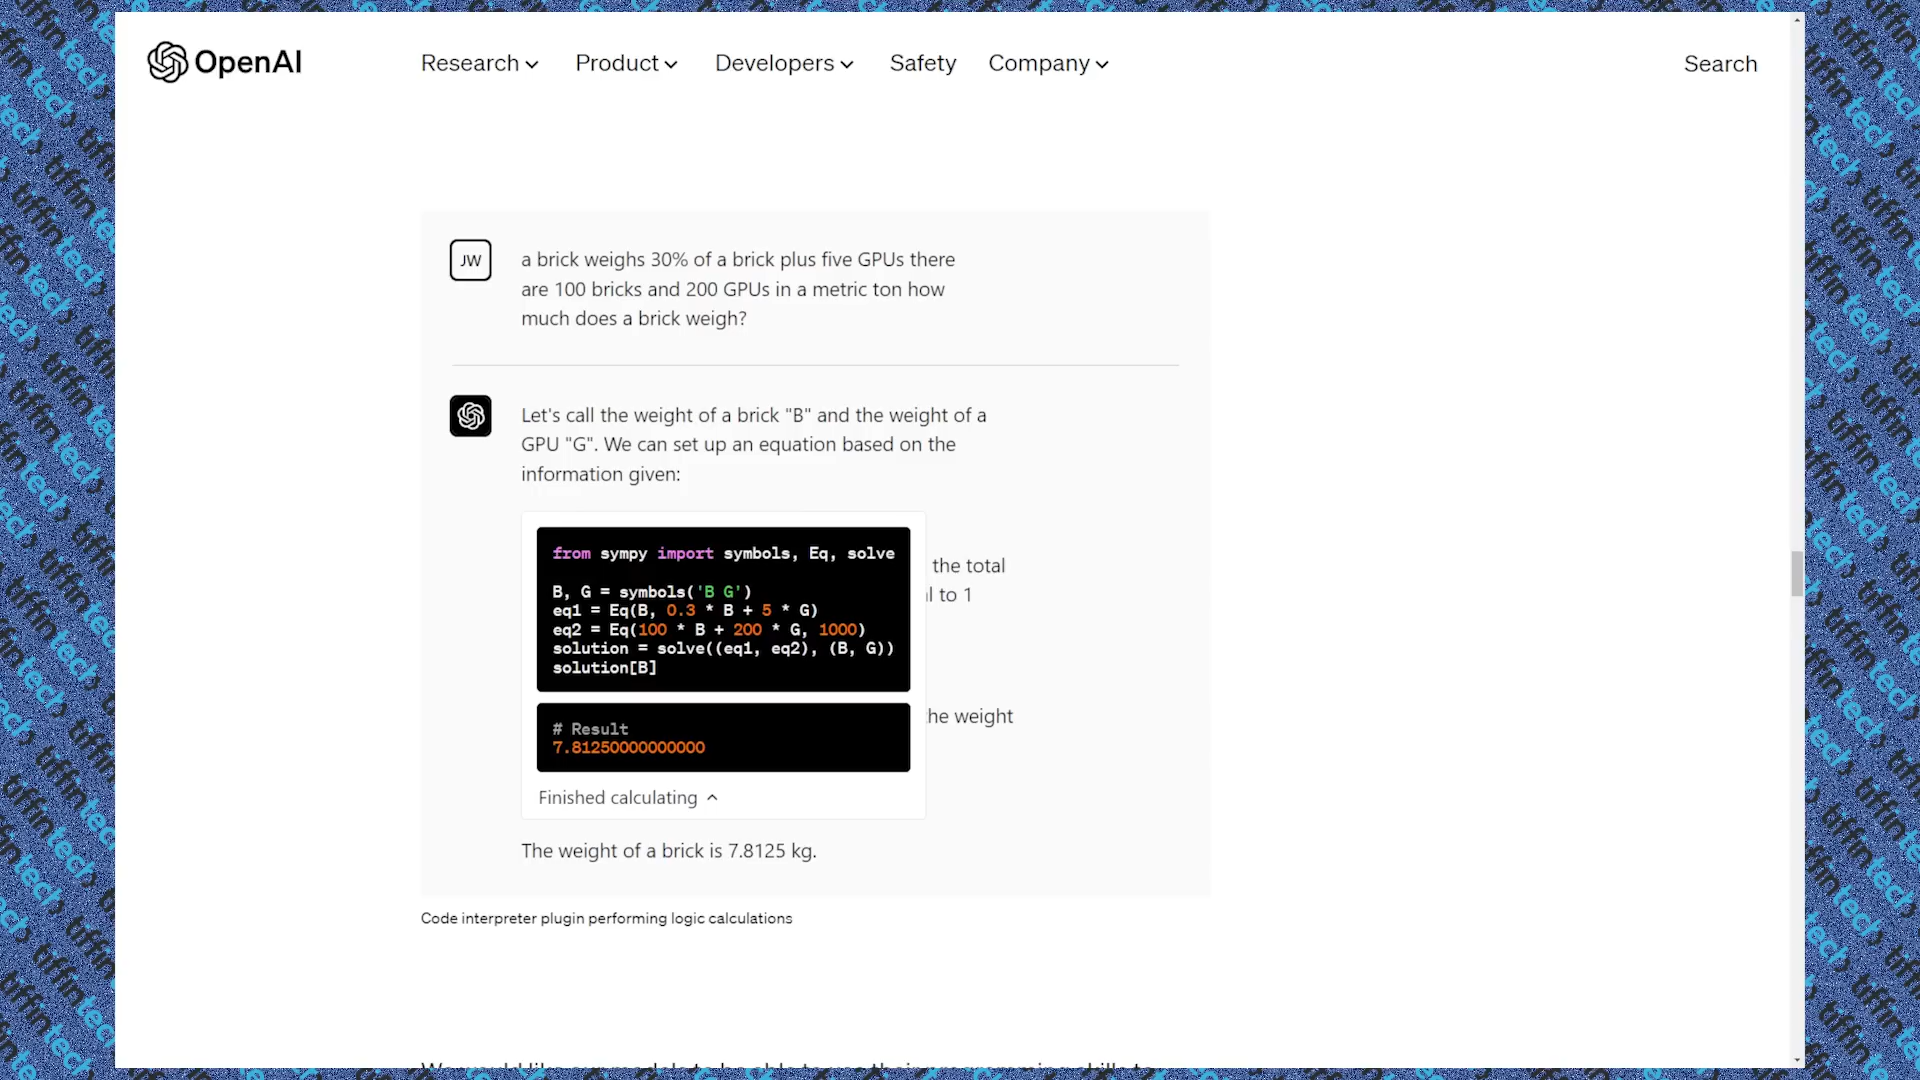 OpenAI
Research Product Developers Safety Company Search
JW
a brick weighs 30% of a brick plus five GPUs there
are 100 bricks and 200 GPUs in a metric ton how
much does a brick weigh?
Let's call the weight of a brick "B" and the weight of a
GPU "G". We can set up an equation based on the
information given:
from sympy import symbols, Eq, solve
the total
B, G = symbols('B G')
l to 1
eq1 = Eq(B, 0.3 * B + 5 * G)
eq2 = Eq(100 * B + 200 * G, 1000)
solution = solve((eq1, eq2), (B, G))
solution[B]
he weight
# Result
7.81250000000000
Finished calculating
The weight of a brick is 7.8125 kg.
Code interpreter plugin performing logic calculations
tiffintech